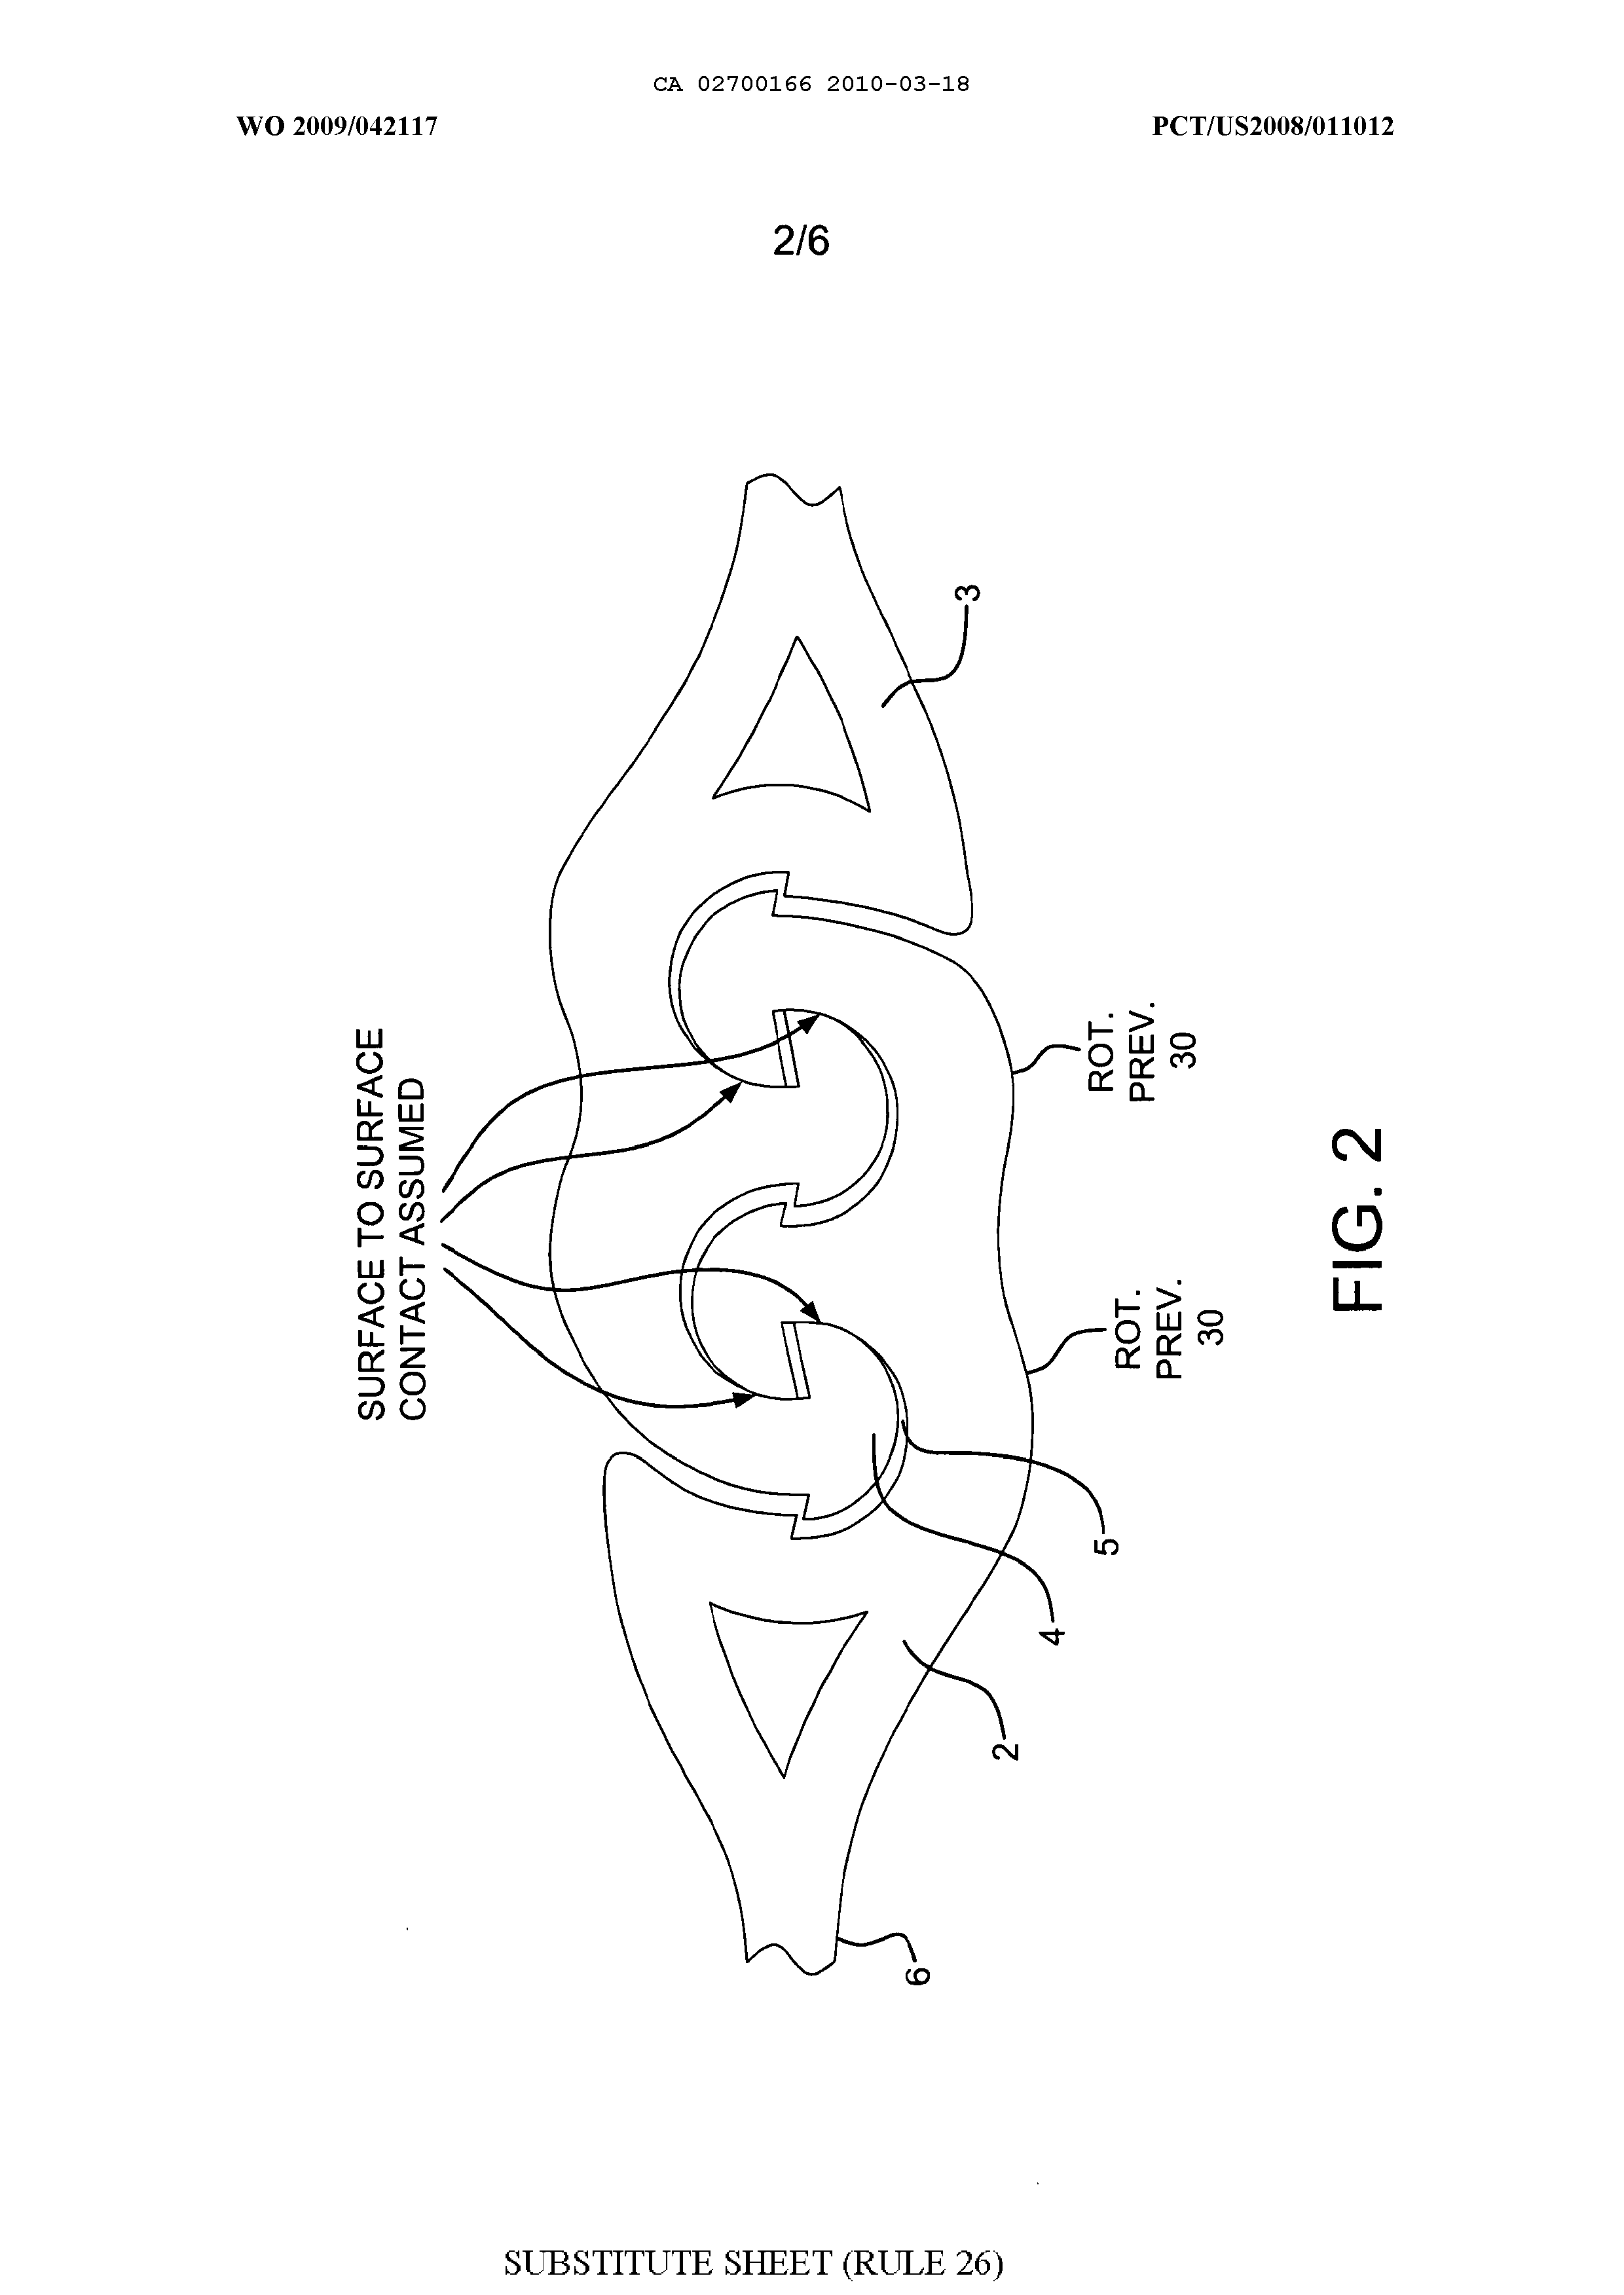 CA 02700166 2010-03-18
WO 2009/042117
PCT/US2008/011012
2/6
SURFACE TO SURFACE
CONTACT ASSUMED
3
ROT.
PREV.
30
ROT.
PREV.
30
5
4
2
6
FIG. 2
SUBSTITUTE SHEET (RULE 26)